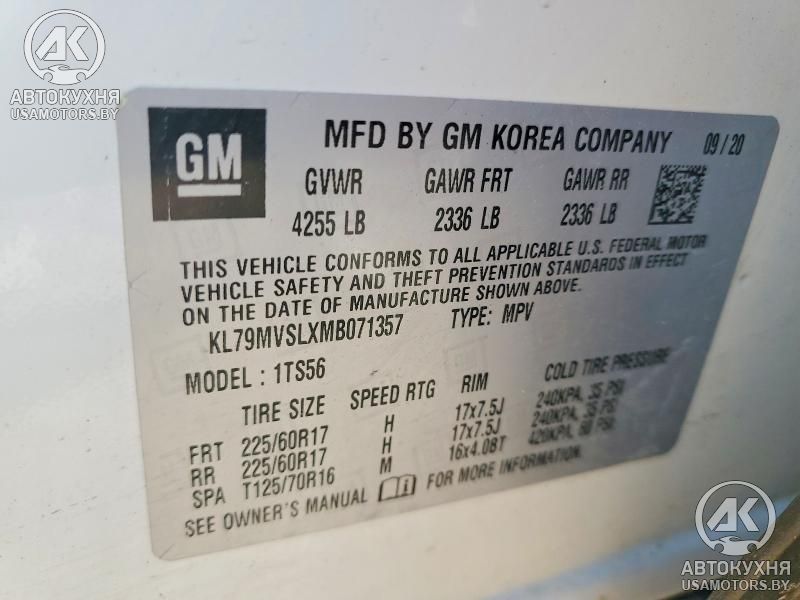 AK
АВТОКУХНЯ
USAMOTORS.BY
GM
MFD BY GM KOREA COMPANY 09/20
GVWR GAWR FRT GAWR RR
4255 LB 2336 LB 2336 LB
THIS VEHICLE CONFORMS TO ALL APPLICABLE U.S. FEDERAL MOTOR
VEHICLE SAFETY AND THEFT PREVENTION STANDARDS IN EFFECT
ON THE DATE OF MANUFACTURE SHOWN ABOVE.
KL79MVSLXMB071357 TYPE: MPV
MODEL : 1TS56
TIRE SIZE SPEED RTG RIM COLD TIRE PRESSURE
FRT 225/60R17 H 17x7.5J 240KPA, 35 PSI
RR 225/60R17 H 17x7.5J 240KPA, 35 PSI
SPA T125/70R16 M 16x4.0BT 420KPA, 60 PSI
SEE OWNER'S MANUAL FOR MORE INFORMATION.
AK
АВТОКУХНЯ
USAMOTORS.BY